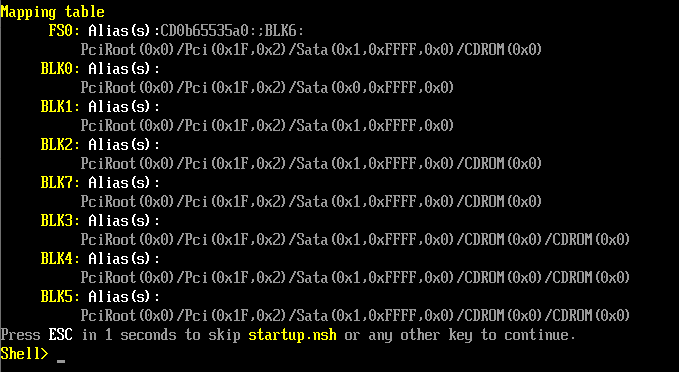 Mapping table
FS0: Alias(s):CD0b65535a0:;BLK6:
PciRoot(0x0)/Pci(0x1F,0x2)/Sata(0x1,0xFFFF,0x0)/CDROM(0x0)
BLK0: Alias(s):
PciRoot(0x0)/Pci(0x1F,0x2)/Sata(0x0,0xFFFF,0x0)
BLK1: Alias(s):
PciRoot(0x0)/Pci(0x1F,0x2)/Sata(0x1,0xFFFF,0x0)
BLK2: Alias(s):
PciRoot(0x0)/Pci(0x1F,0x2)/Sata(0x1,0xFFFF,0x0)/CDROM(0x0)
BLK7: Alias(s):
PciRoot(0x0)/Pci(0x1F,0x2)/Sata(0x1,0xFFFF,0x0)/CDROM(0x0)
BLK3: Alias(s):
PciRoot(0x0)/Pci(0x1F,0x2)/Sata(0x1,0xFFFF,0x0)/CDROM(0x0)/CDROM(0x0)
BLK4: Alias(s):
PciRoot(0x0)/Pci(0x1F,0x2)/Sata(0x1,0xFFFF,0x0)/CDROM(0x0)/CDROM(0x0)
BLK5: Alias(s):
PciRoot(0x0)/Pci(0x1F,0x2)/Sata(0x1,0xFFFF,0x0)/CDROM(0x0)/CDROM(0x0)
Press ESC in 1 seconds to skip startup.nsh or any other key to continue.
Shell> _